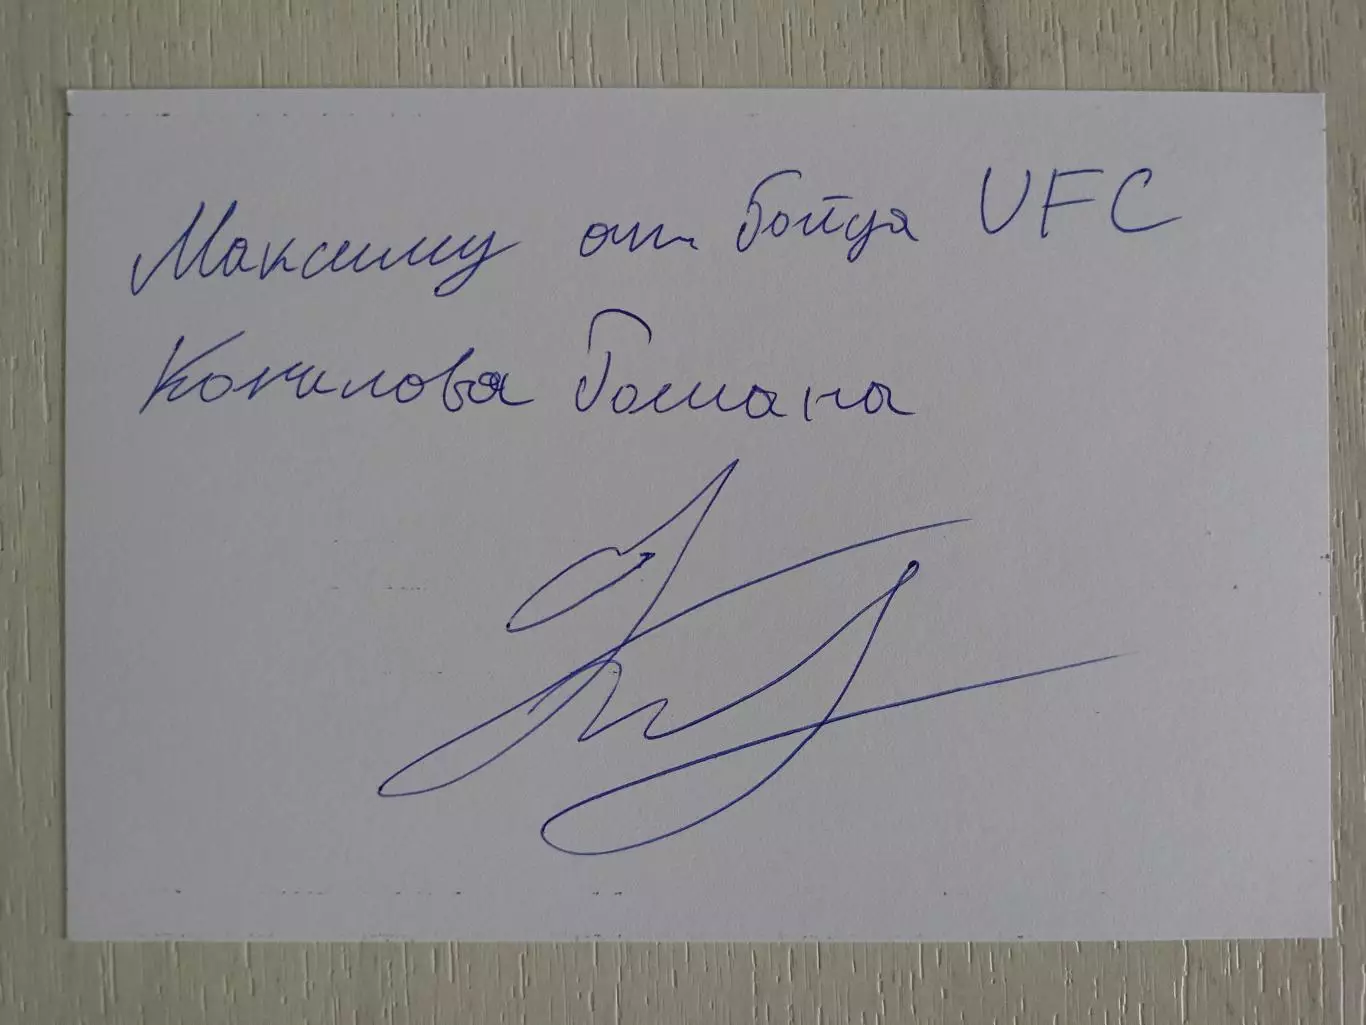 Максиму от бойца UFC
Копылова Романа